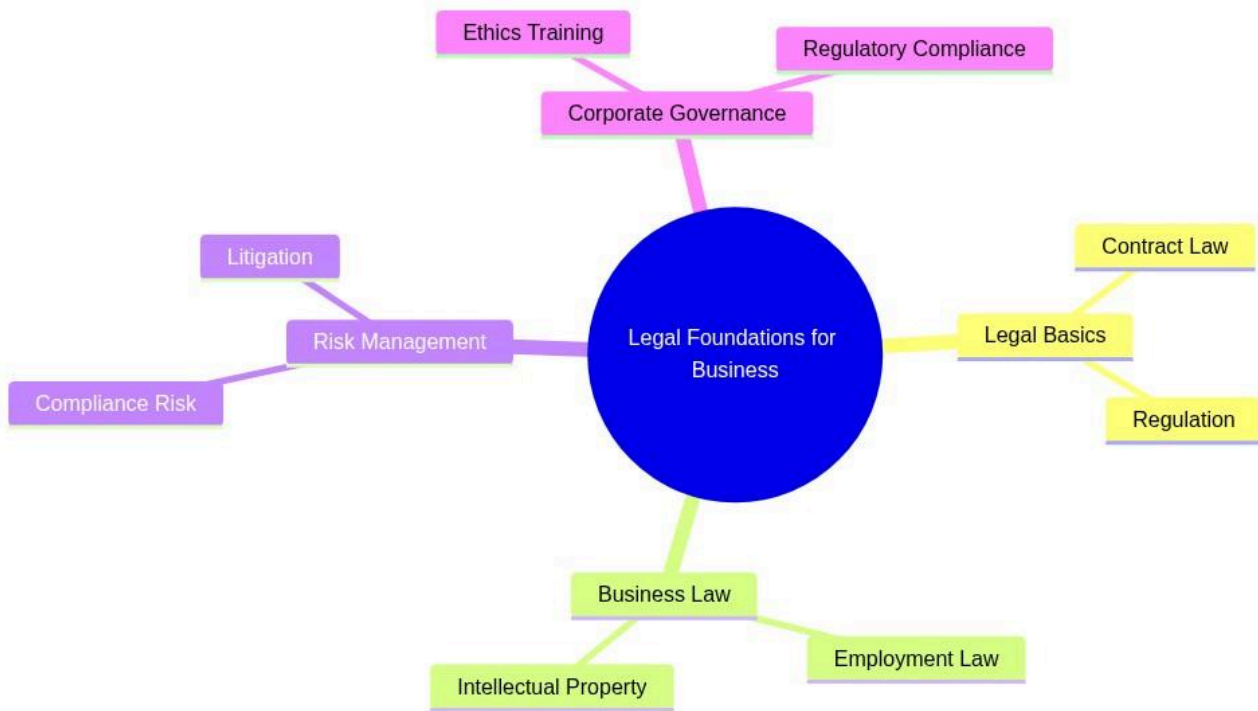 Ethics Training
Regulatory Compliance
Corporate Governance
Litigation
Contract Law
Risk Management
Legal Foundations for
Business
Legal Basics
Compliance Risk
Regulation
Business Law
Employment Law
Intellectual Property